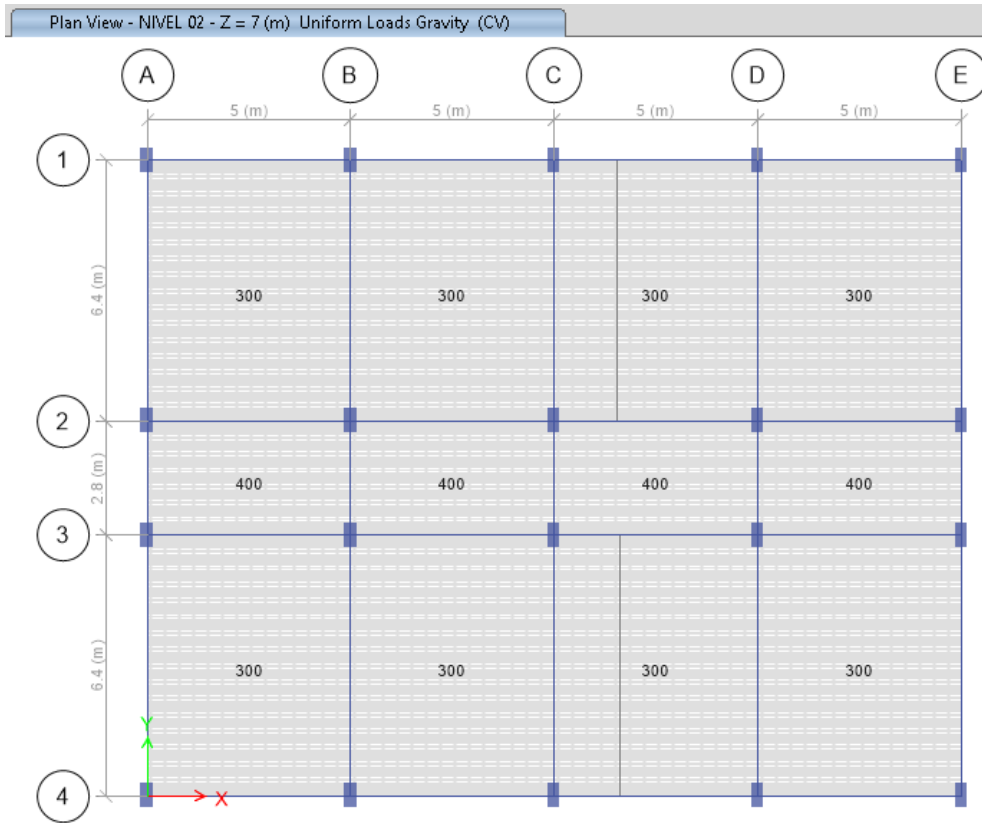 Plan View - NIVEL 02 - Z = 7 (m)  Uniform Loads Gravity  (CV)
A B C D E
5 (m) 5 (m) 5 (m) 5 (m)
1
6.4 (m)
300 300 300 300
2
2.8 (m)
400 400 400 400
3
6.4 (m)
300 300 300 300
Y
X
4